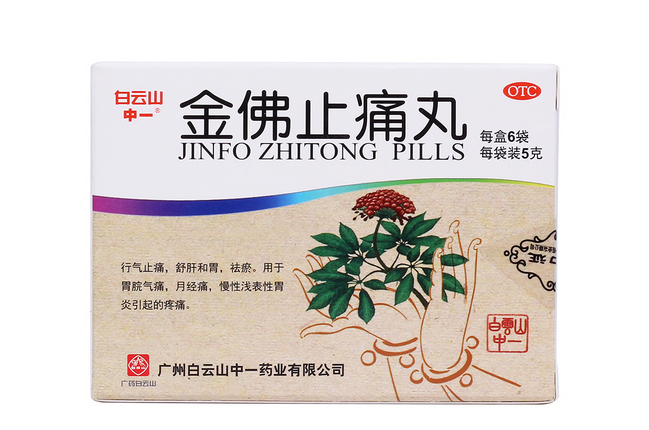 白云山
中一®
金佛止痛丸
JINFO ZHITONG PILLS
OTC
每盒6袋
每袋装5克
行气止痛，舒肝和胃，祛瘀。用于
胃脘气痛，月经痛，慢性浅表性胃
炎引起的疼痛。
白雲山
中一
广药白云山
广州白云山中一药业有限公司